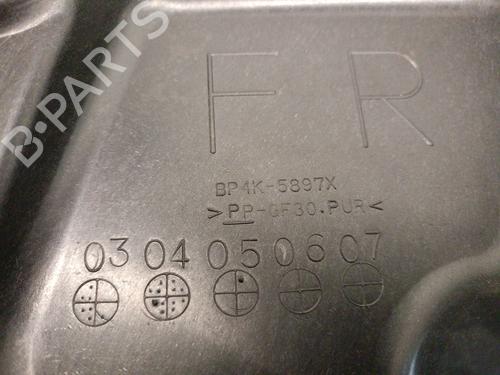 F R
BP4K-5897X
>PP-GF30.PUR<
03 04 05 06 07
B-PARTS